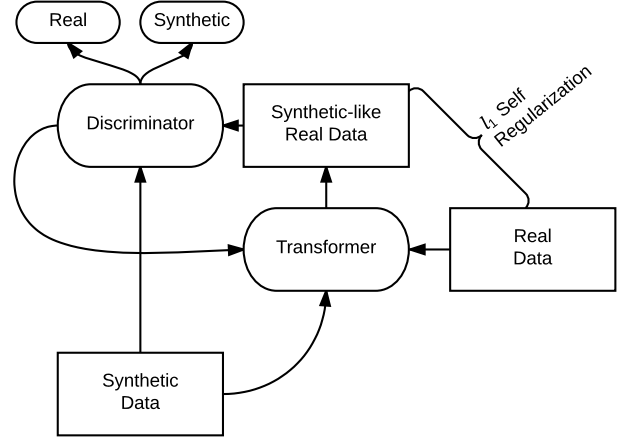 Real
Synthetic
Discriminator
Synthetic-like
Real Data
l₁ Self
Regularization
Transformer
Real
Data
Synthetic
Data